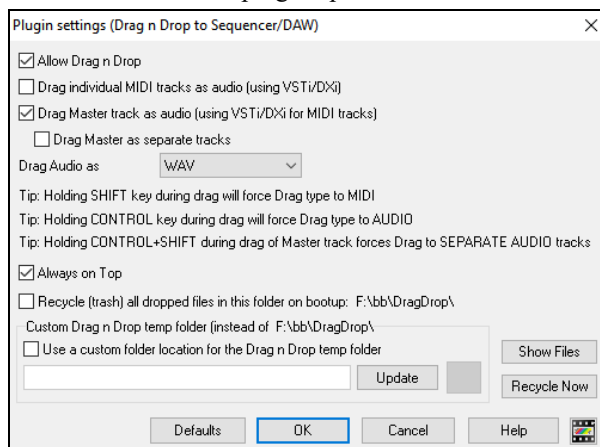 Plugin settings (Drag n Drop to Sequencer/DAW)
Allow Drag n Drop
Drag individual MIDI tracks as audio (using VSTi/DXi)
Drag Master track as audio (using VSTi/DXi for MIDI tracks)
Drag Master as separate tracks
Drag Audio as WAV
Tip: Holding SHIFT key during drag will force Drag type to MIDI
Tip: Holding CONTROL key during drag will force Drag type to AUDIO
Tip: Holding CONTROL+SHIFT during drag of Master track forces Drag to SEPARATE AUDIO tracks
Always on Top
Recycle (trash) all dropped files in this folder on bootup: F:\bb\DragDrop\
Custom Drag n Drop temp folder (instead of F:\bb\DragDrop\
Use a custom folder location for the Drag n Drop temp folder
Show Files
Update
Recycle Now
Defaults OK Cancel Help